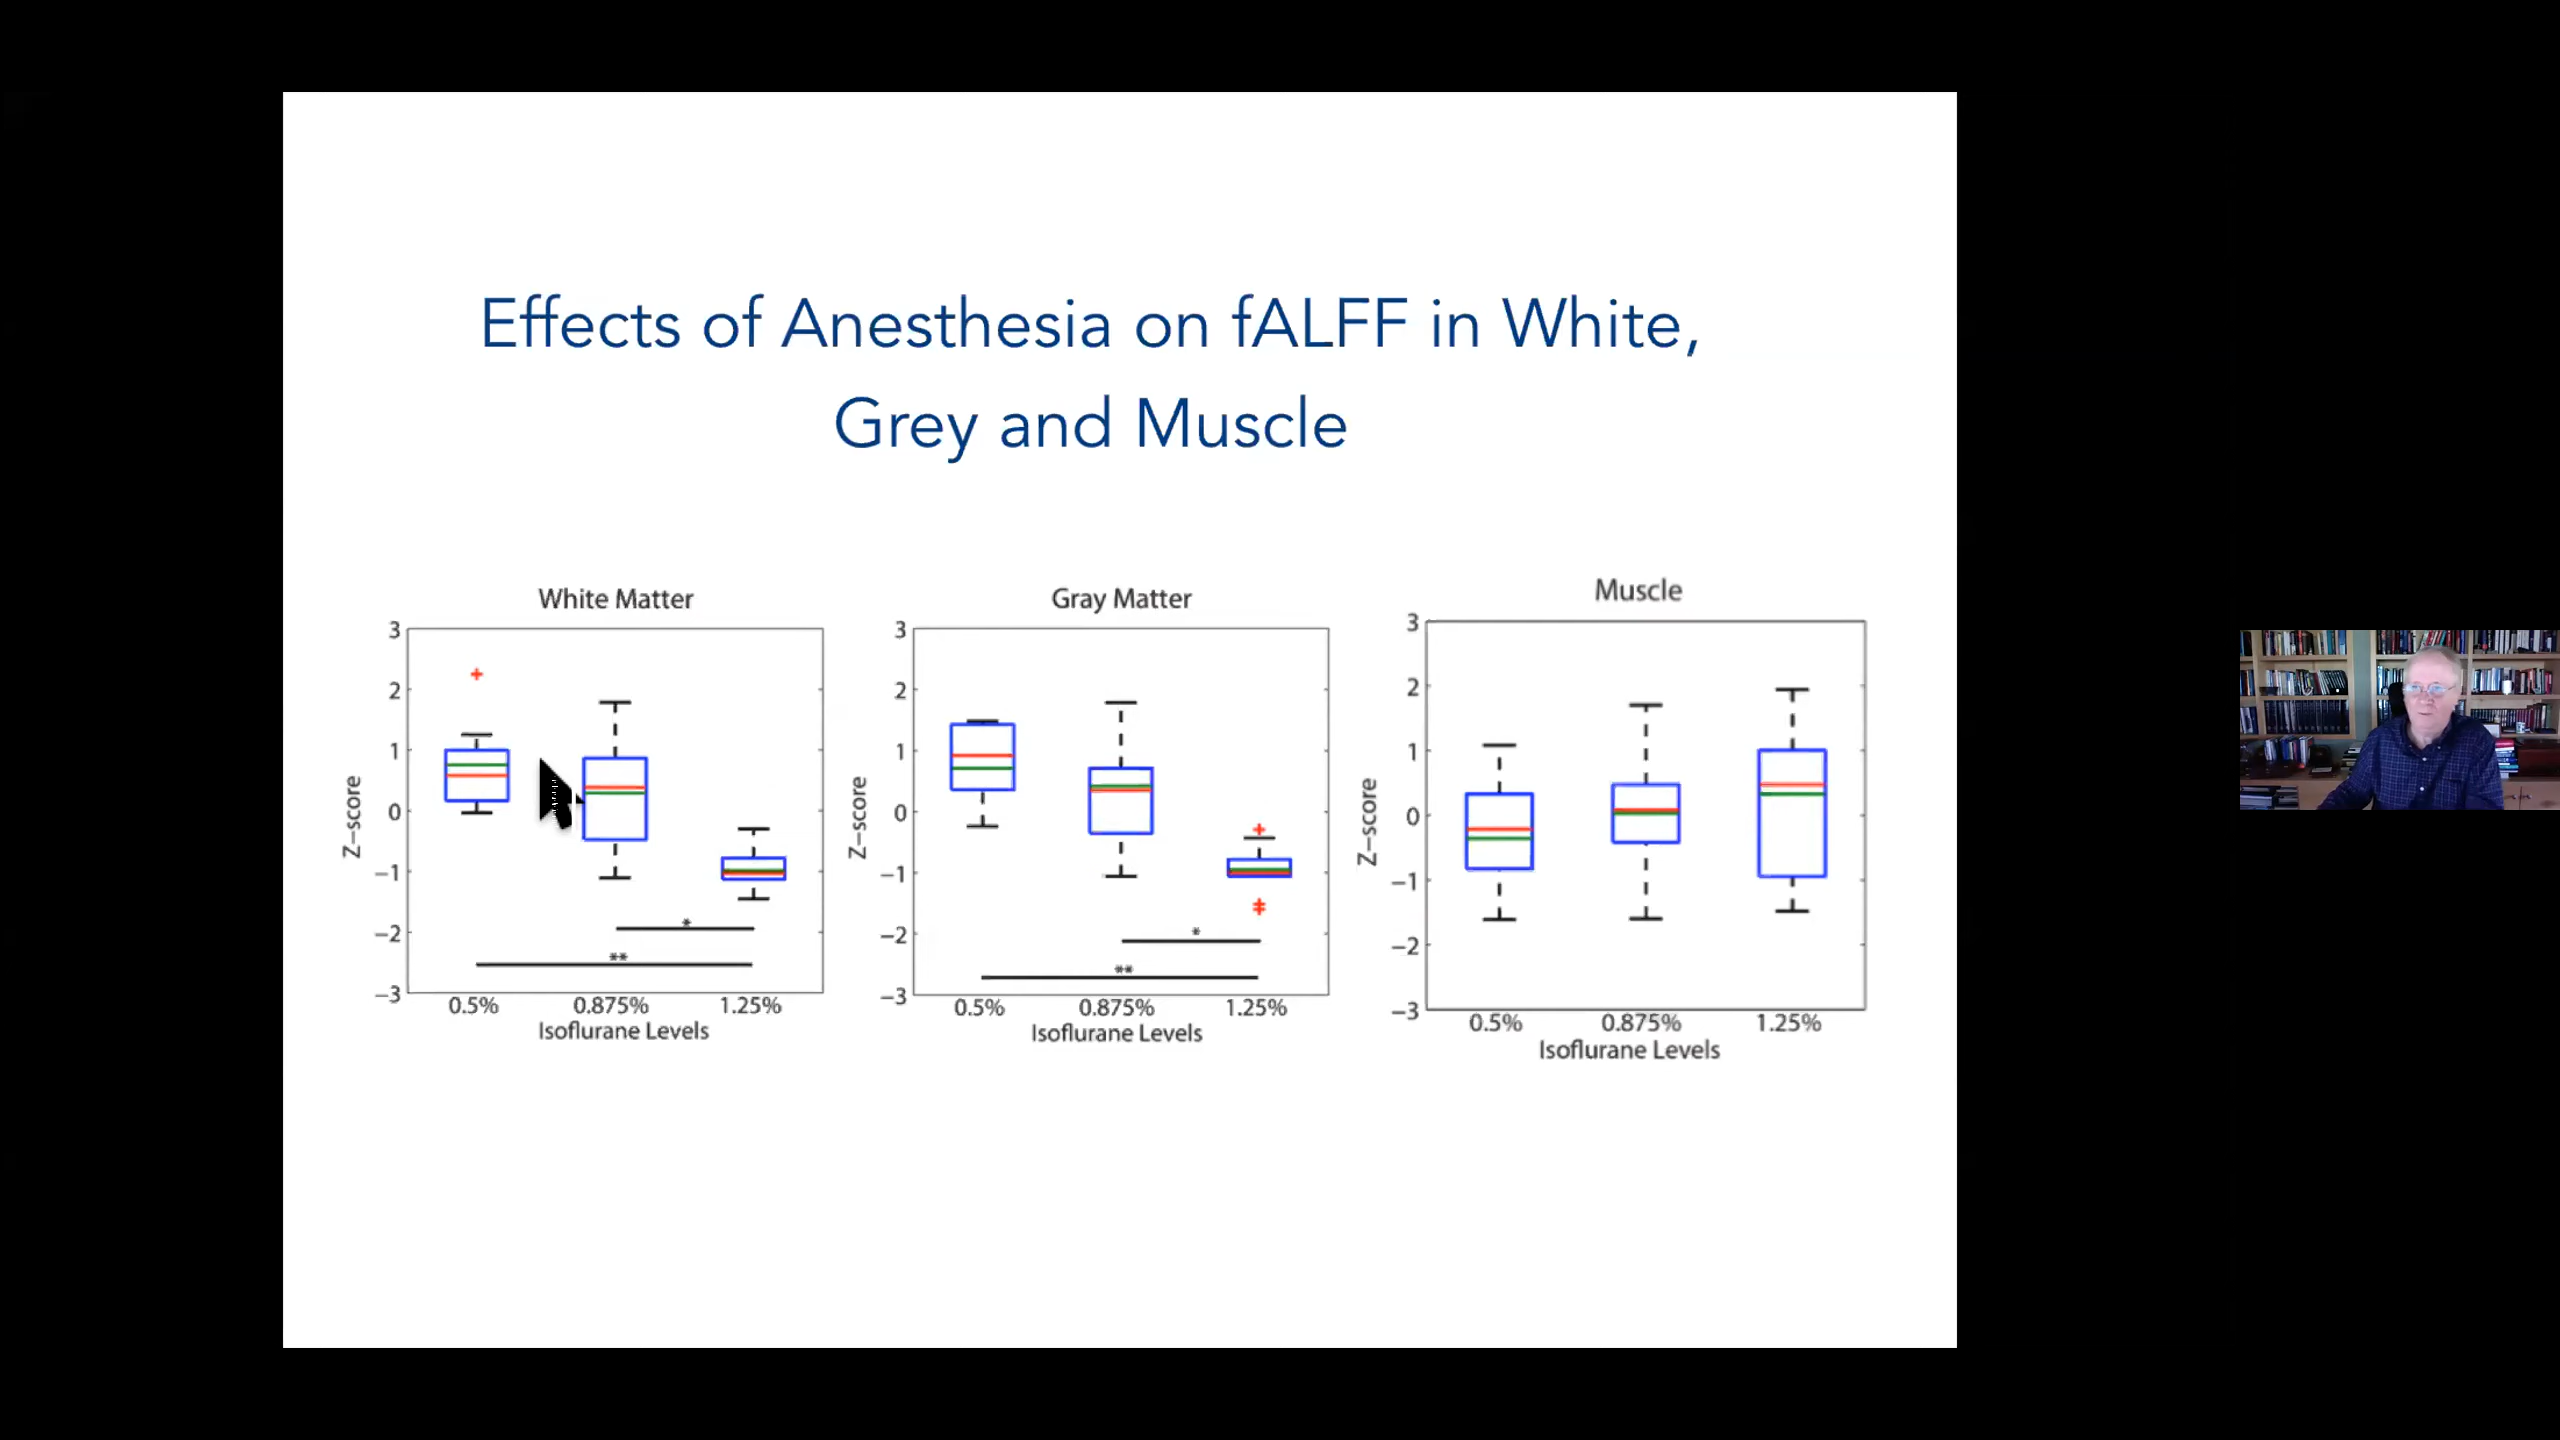 Effects of Anesthesia on fALFF in White,
Grey and Muscle
White Matter
3
2
1
0
−1
−2
−3
Z−score
*
**
0.5% 0.875% 1.25%
Isoflurane Levels
Gray Matter
3
2
1
0
−1
−2
−3
Z−score
*
**
0.5% 0.875% 1.25%
Isoflurane Levels
Muscle
3
2
1
0
−1
−2
−3
Z−score
0.5% 0.875% 1.25%
Isoflurane Levels